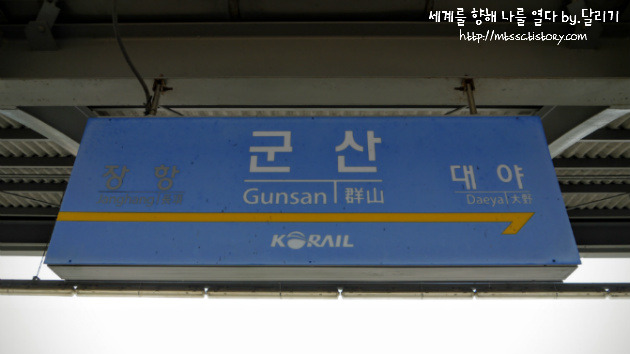 세계를 향해 나를 열다 by.달리기
http://mtssc.tistory.com
군산
Gunsan 群山
장항
대야
Daeya 大野
KORAIL